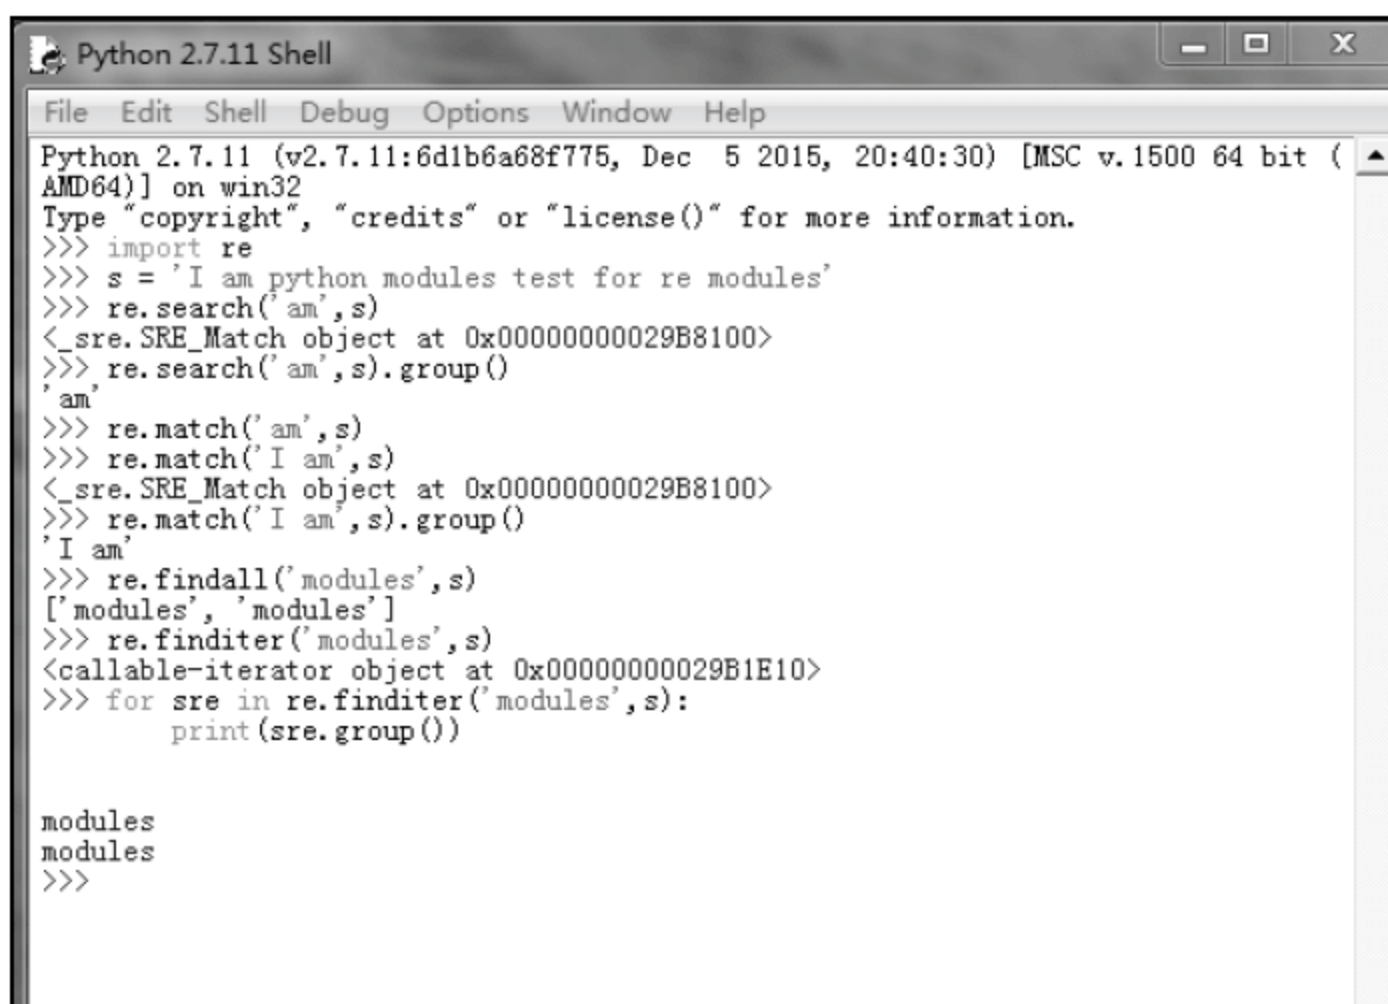 Python 2.7.11 Shell
File Edit Shell Debug Options Window Help
Python 2.7.11 (v2.7.11:6d1b6a68f775, Dec  5 2015, 20:40:30) [MSC v.1500 64 bit (
AMD64)] on win32
Type "copyright", "credits" or "license()" for more information.
>>> import re
>>> s = 'I am python modules test for re modules'
>>> re.search('am',s)
<_sre.SRE_Match object at 0x00000000029B8100>
>>> re.search('am',s).group()
'am'
>>> re.match('am',s)
>>> re.match('I am',s)
<_sre.SRE_Match object at 0x00000000029B8100>
>>> re.match('I am',s).group()
'I am'
>>> re.findall('modules',s)
['modules', 'modules']
>>> re.finditer('modules',s)
<callable-iterator object at 0x00000000029B1E10>
>>> for sre in re.finditer('modules',s):
        print(sre.group())
modules
modules
>>>